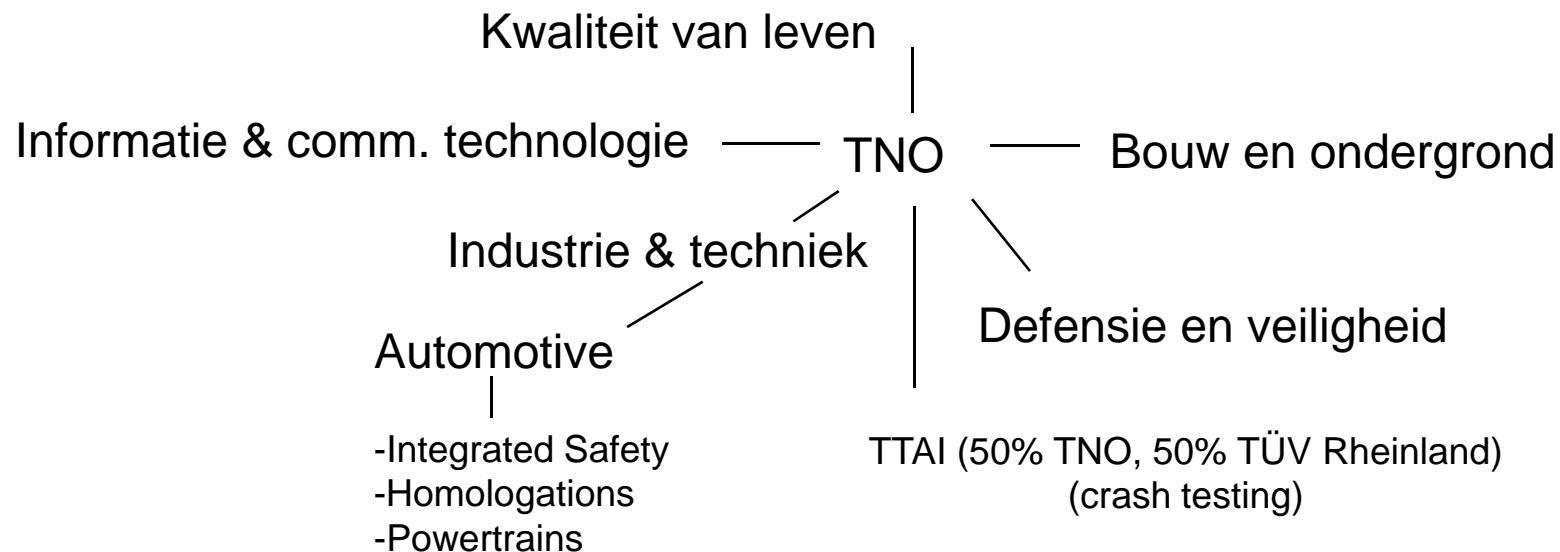 Kwaliteit van leven
Informatie & comm. technologie
TNO
Bouw en ondergrond
Industrie & techniek
Defensie en veiligheid
Automotive
-Integrated Safety
-Homologations
-Powertrains
TTAI (50% TNO, 50% TÜV Rheinland)
(crash testing)